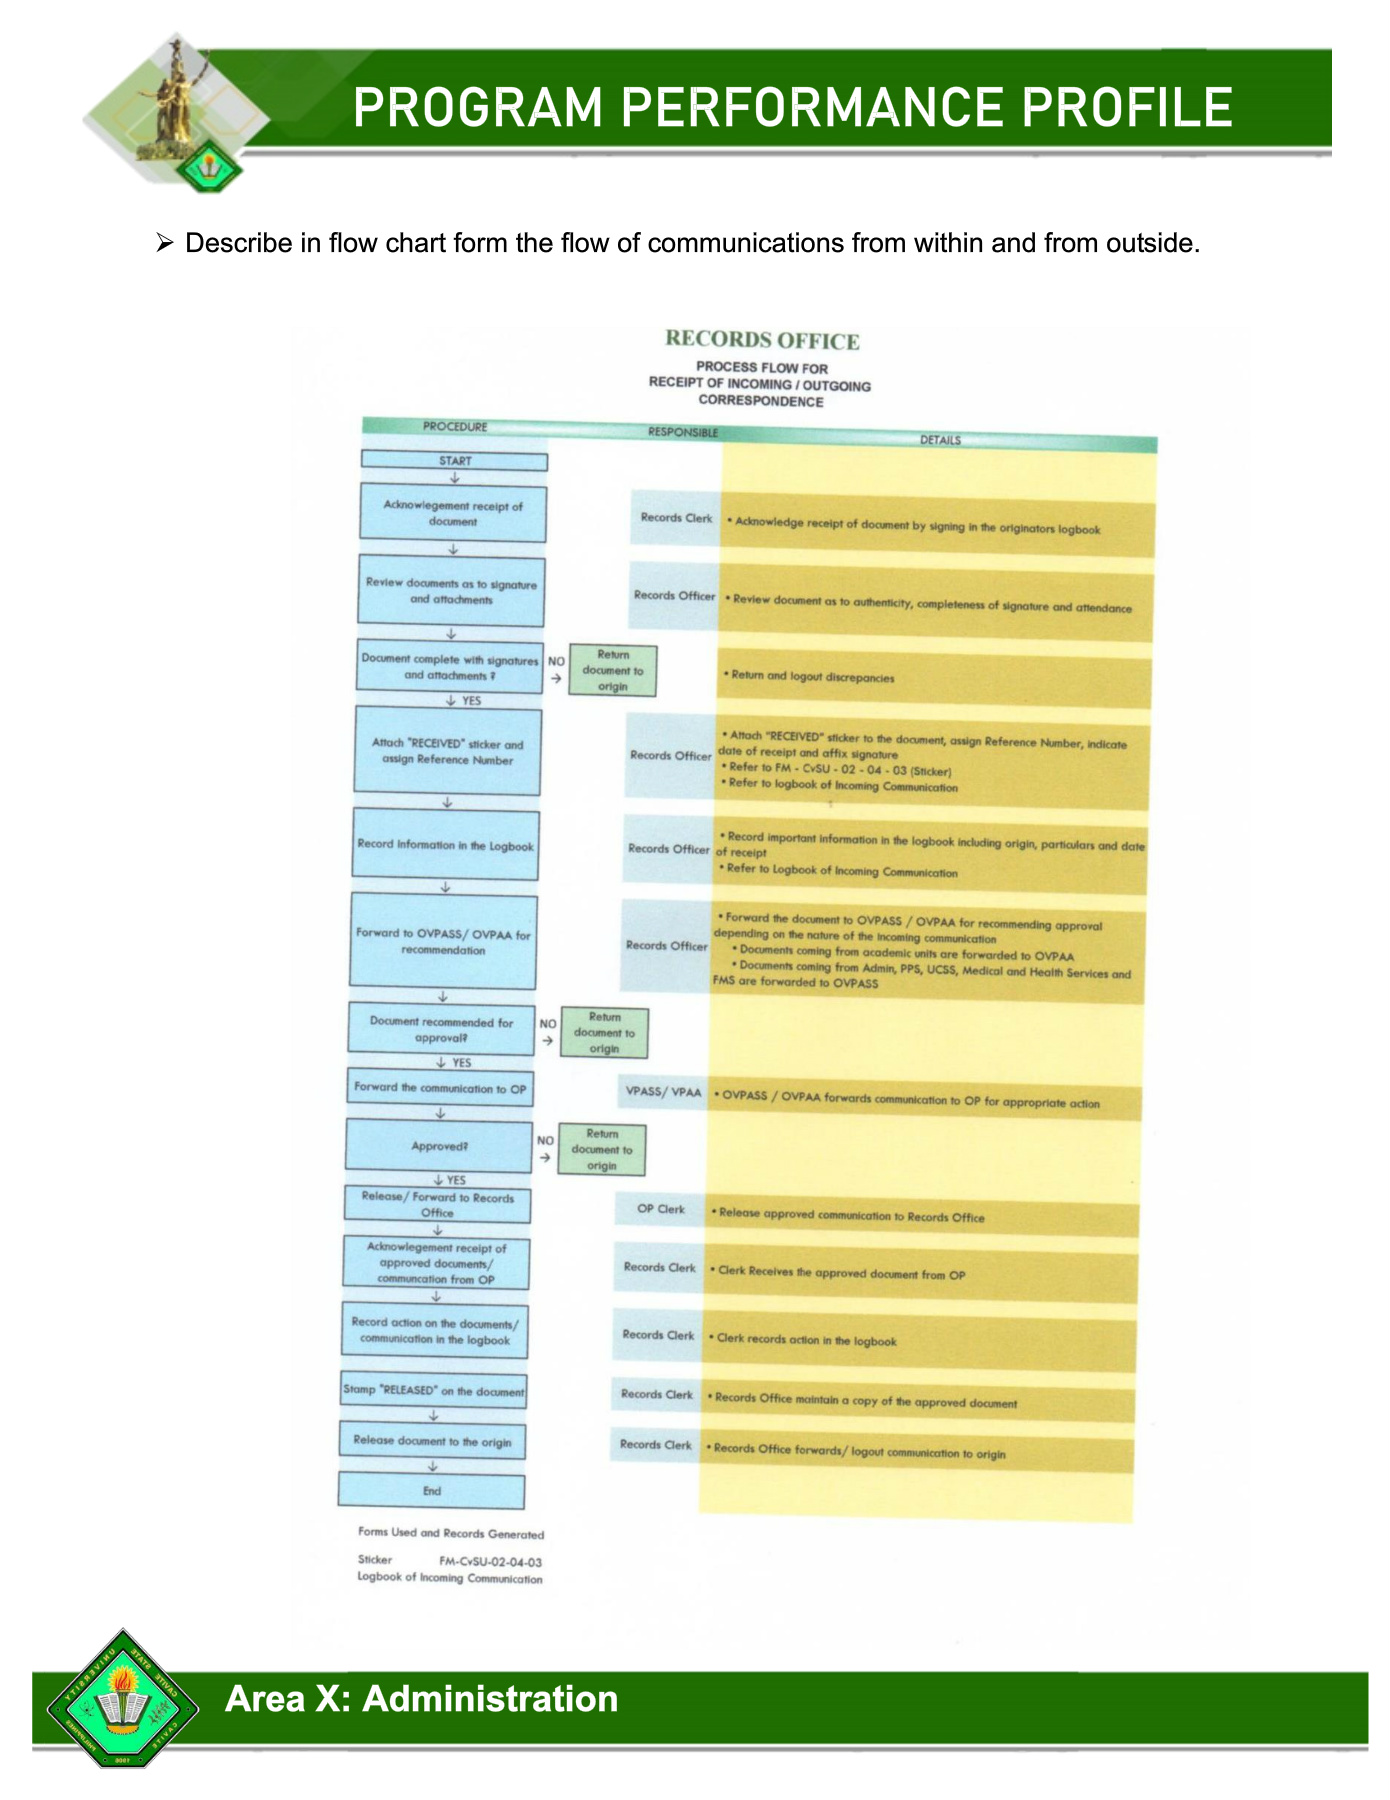 PROGRAM PERFORMANCE PROFILE
➢ Describe in flow chart form the flow of communications from within and from outside.
RECORDS OFFICE
PROCESS FLOW FOR
RECEIPT OF INCOMING / OUTGOING
CORRESPONDENCE
PROCEDURE
RESPONSIBLE
DETAILS
START
Acknowlegement receipt of
document
Records Clerk
• Acknowledge receipt of document by signing in the originators logbook
Review documents as to signature
and attachments
Records Officer
• Review document as to authenticity, completeness of signature and attendance
Document complete with signatures
and attachments ?
NO
Return
document to
origin
• Return and logout discrepancies
YES
Attach "RECEIVED" sticker and
assign Reference Number
Records Officer
• Attach "RECEIVED" sticker to the document, assign Reference Number, indicate
date of receipt and affix signature
• Refer to FM - CvSU - 02 - 04 - 03 (Sticker)
• Refer to logbook of Incoming Communication
Record Information in the Logbook
Records Officer
• Record important information in the logbook including origin, particulars and date
of receipt
• Refer to Logbook of Incoming Communication
Forward to OVPASS/ OVPAA for
recommendation
Records Officer
• Forward the document to OVPASS / OVPAA for recommending approval
depending on the nature of the incoming communication
• Documents coming from academic units are forwarded to OVPAA
• Documents coming from Admin, PPS, UCSS, Medical and Health Services and
FMS are forwarded to OVPASS
Document recommended for
approval?
NO
Return
document to
origin
YES
Forward the communication to OP
VPASS/ VPAA
• OVPASS / OVPAA forwards communication to OP for appropriate action
Approved?
NO
Return
document to
origin
YES
Release/ Forward to Records
Office
OP Clerk
• Release approved communication to Records Office
Acknowlegement receipt of
approved documents/
communcation from OP
Records Clerk
• Clerk Receives the approved document from OP
Record action on the documents/
communication in the logbook
Records Clerk
• Clerk records action in the logbook
Stamp "RELEASED" on the document
Records Clerk
• Records Office maintain a copy of the approved document
Release document to the origin
Records Clerk
• Records Office forwards/ logout communication to origin
End
Forms Used and Records Generated
Sticker FM-CvSU-02-04-03
Logbook of Incoming Communication
CAVITE STATE UNIVERSITY
CAVITE
PHILIPPINES
1906
Area X: Administration